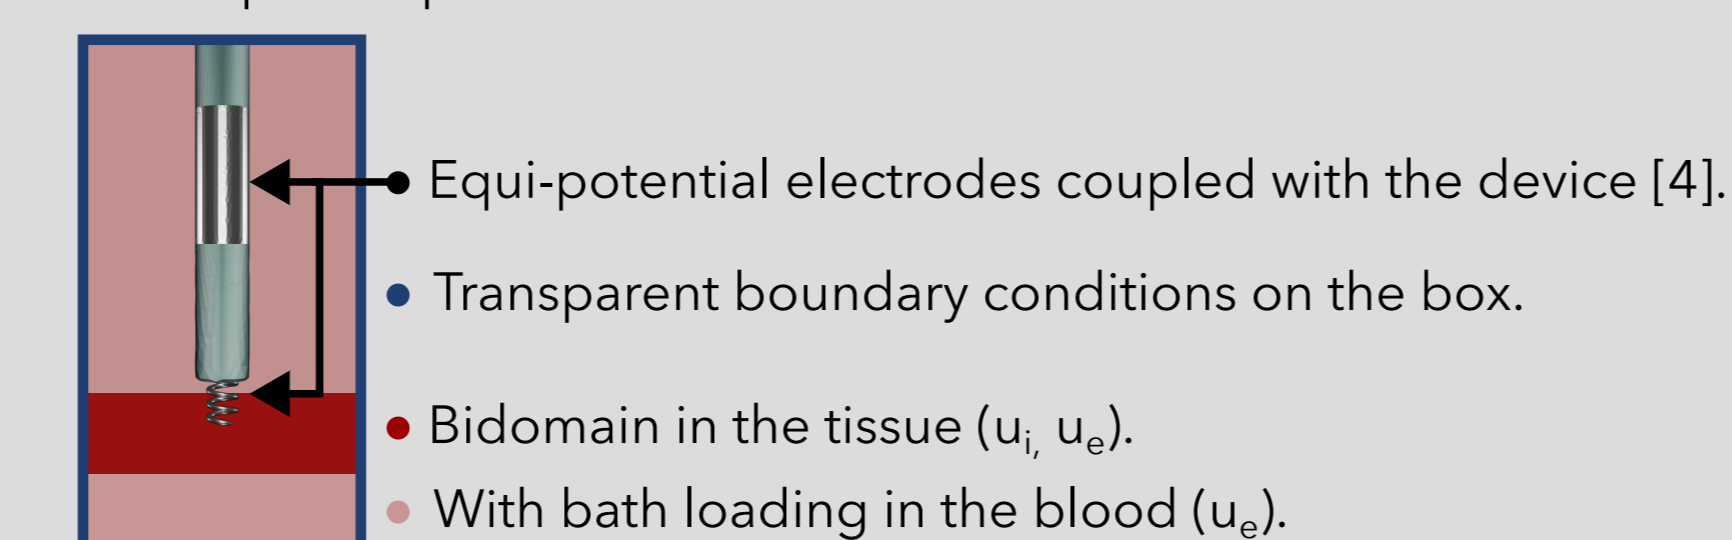 Equi-potential electrodes coupled with the device [4].
Transparent boundary conditions on the box.
Bidomain in the tissue (uᵢ, uₑ).
With bath loading in the blood (uₑ).